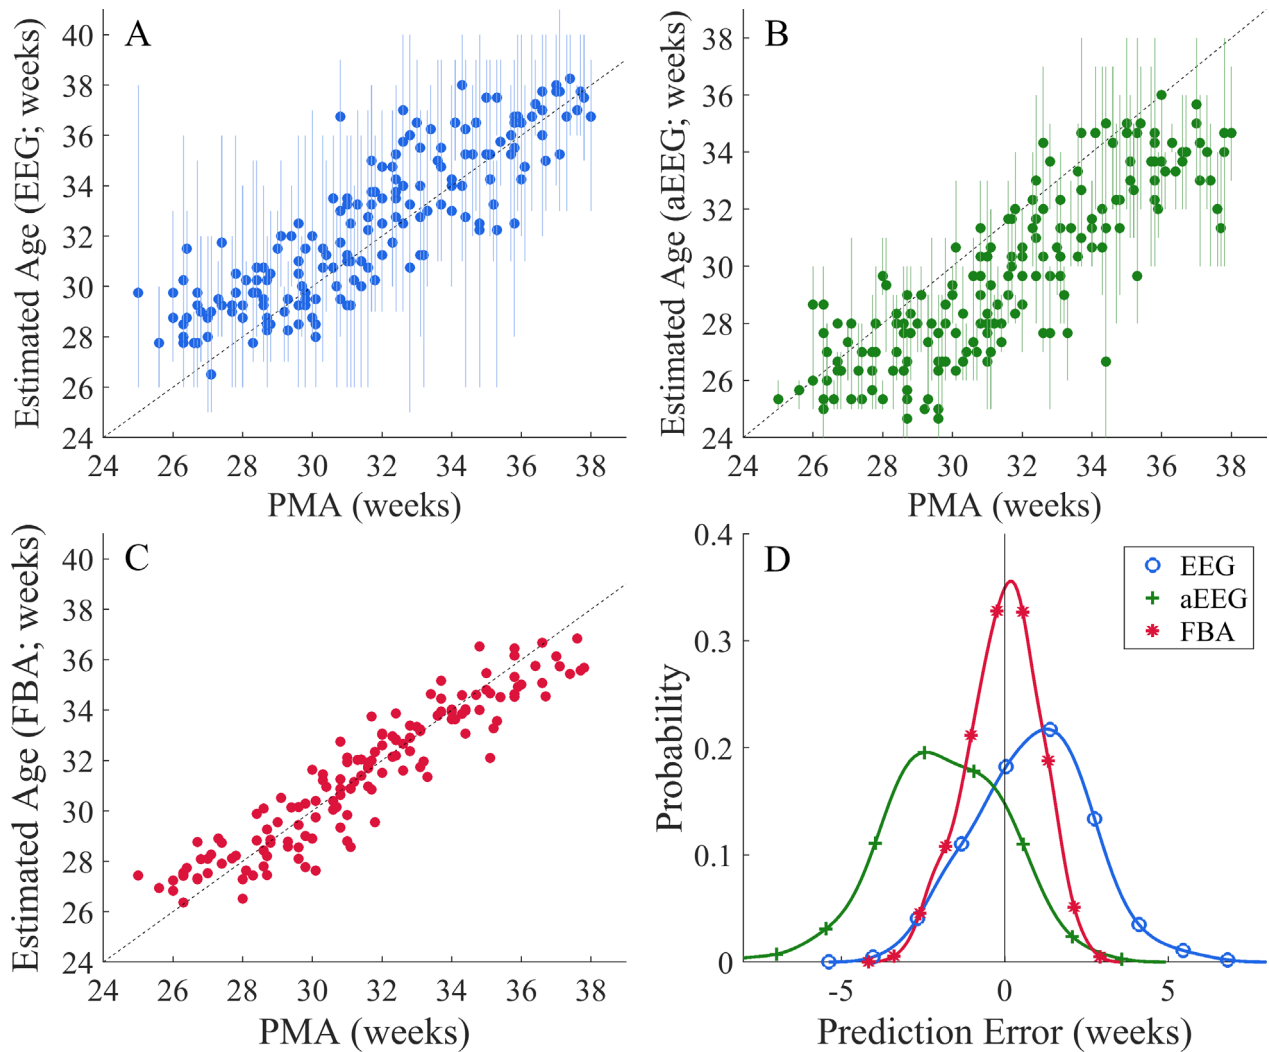 A
Estimated Age (EEG; weeks)
40
38
36
34
32
30
28
26
24
24 26 28 30 32 34 36 38
PMA (weeks)
B
Estimated Age (aEEG; weeks)
38
36
34
32
30
28
26
24
24 26 28 30 32 34 36 38
PMA (weeks)
C
Estimated Age (FBA; weeks)
40
38
36
34
32
30
28
26
24
24 26 28 30 32 34 36 38
PMA (weeks)
D
Probability
0.4
0.3
0.2
0.1
0
-5 0 5
Prediction Error (weeks)
EEG
aEEG
FBA